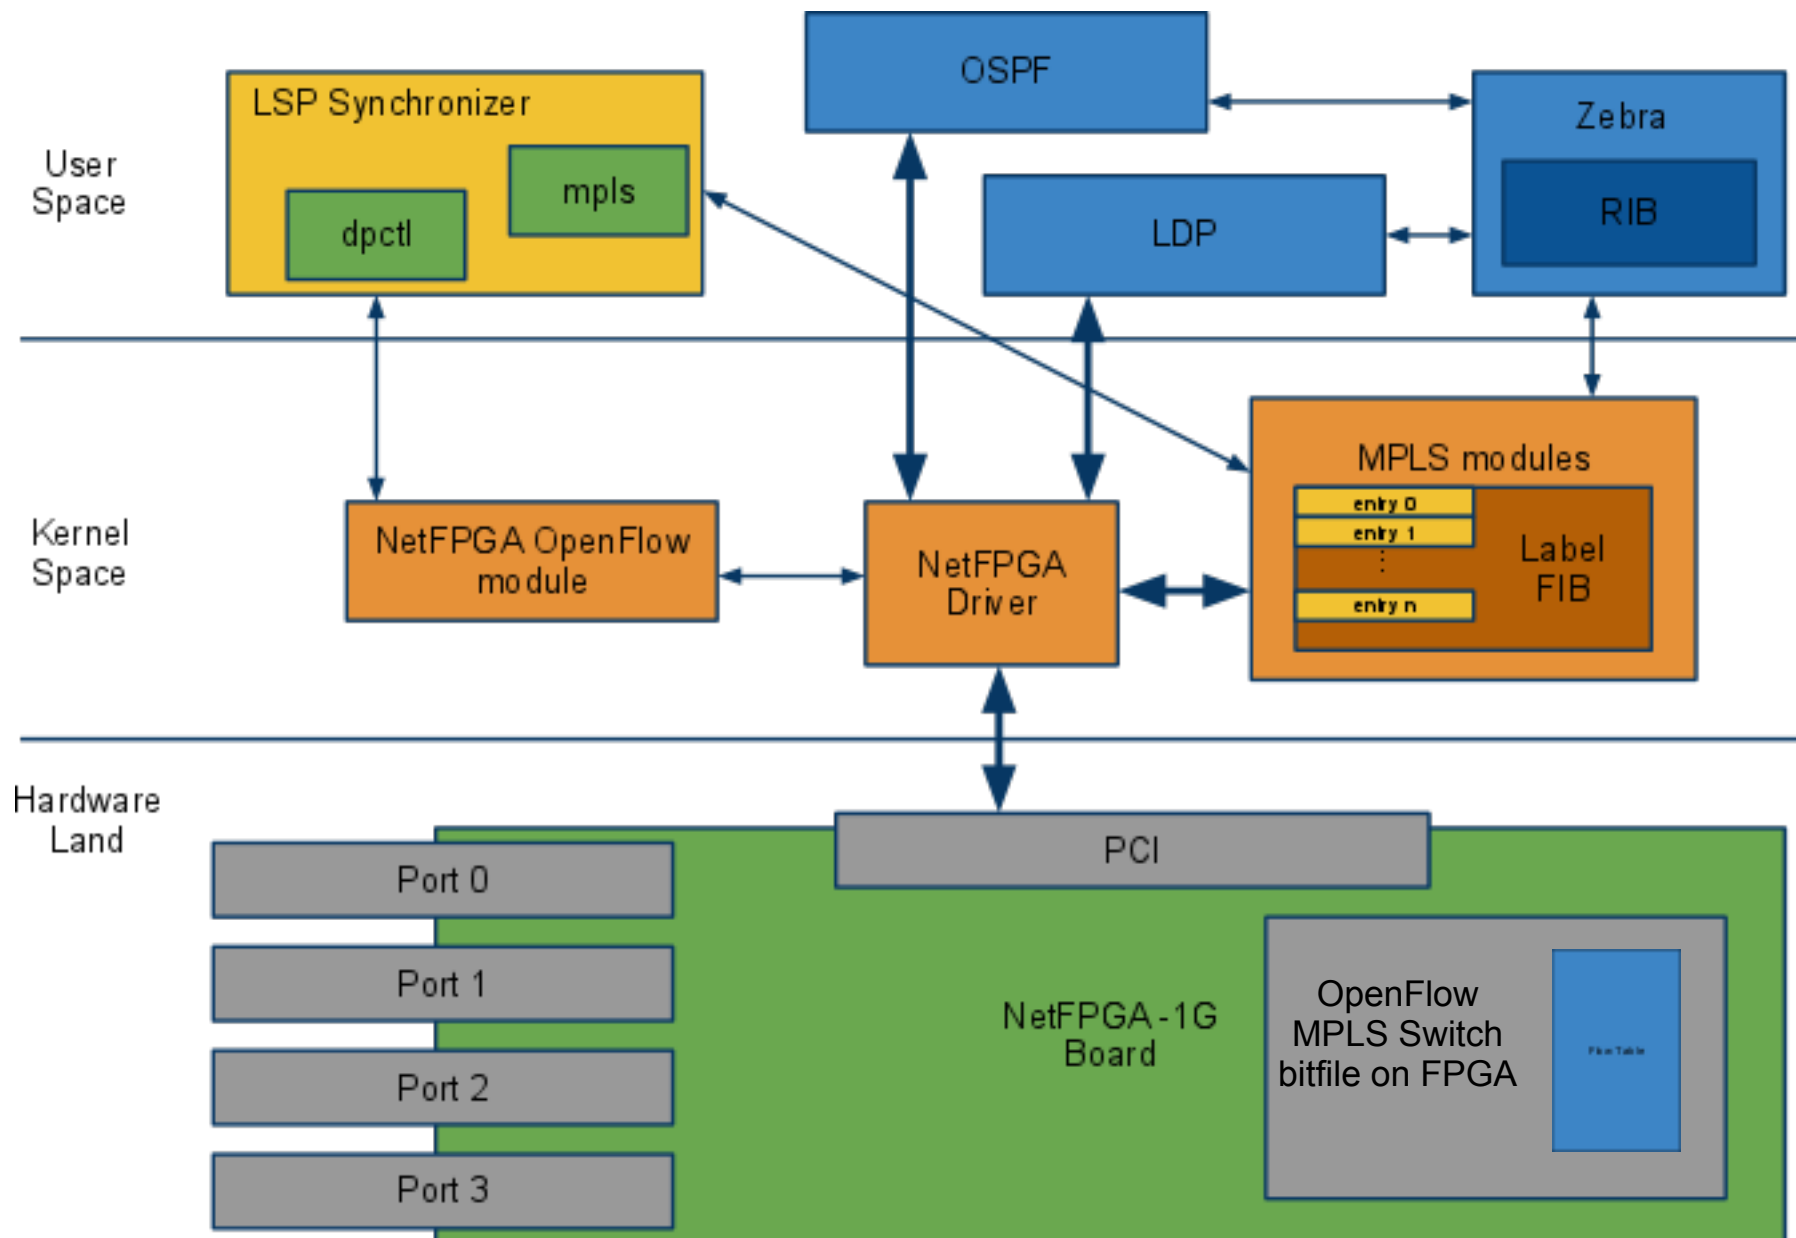 OSPF
LSP Synchronizer
Zebra
User
Space
mpls
dpctl
LDP
RIB
MPLS modules
entry 0
entry 1
entry n
Label
FIB
Kernel
Space
NetFPGA OpenFlow
module
NetFPGA
Driver
Hardware
Land
PCI
Port 0
Port 1
Port 2
Port 3
NetFPGA-1G
Board
OpenFlow
MPLS Switch
bitfile on FPGA
Flow Table